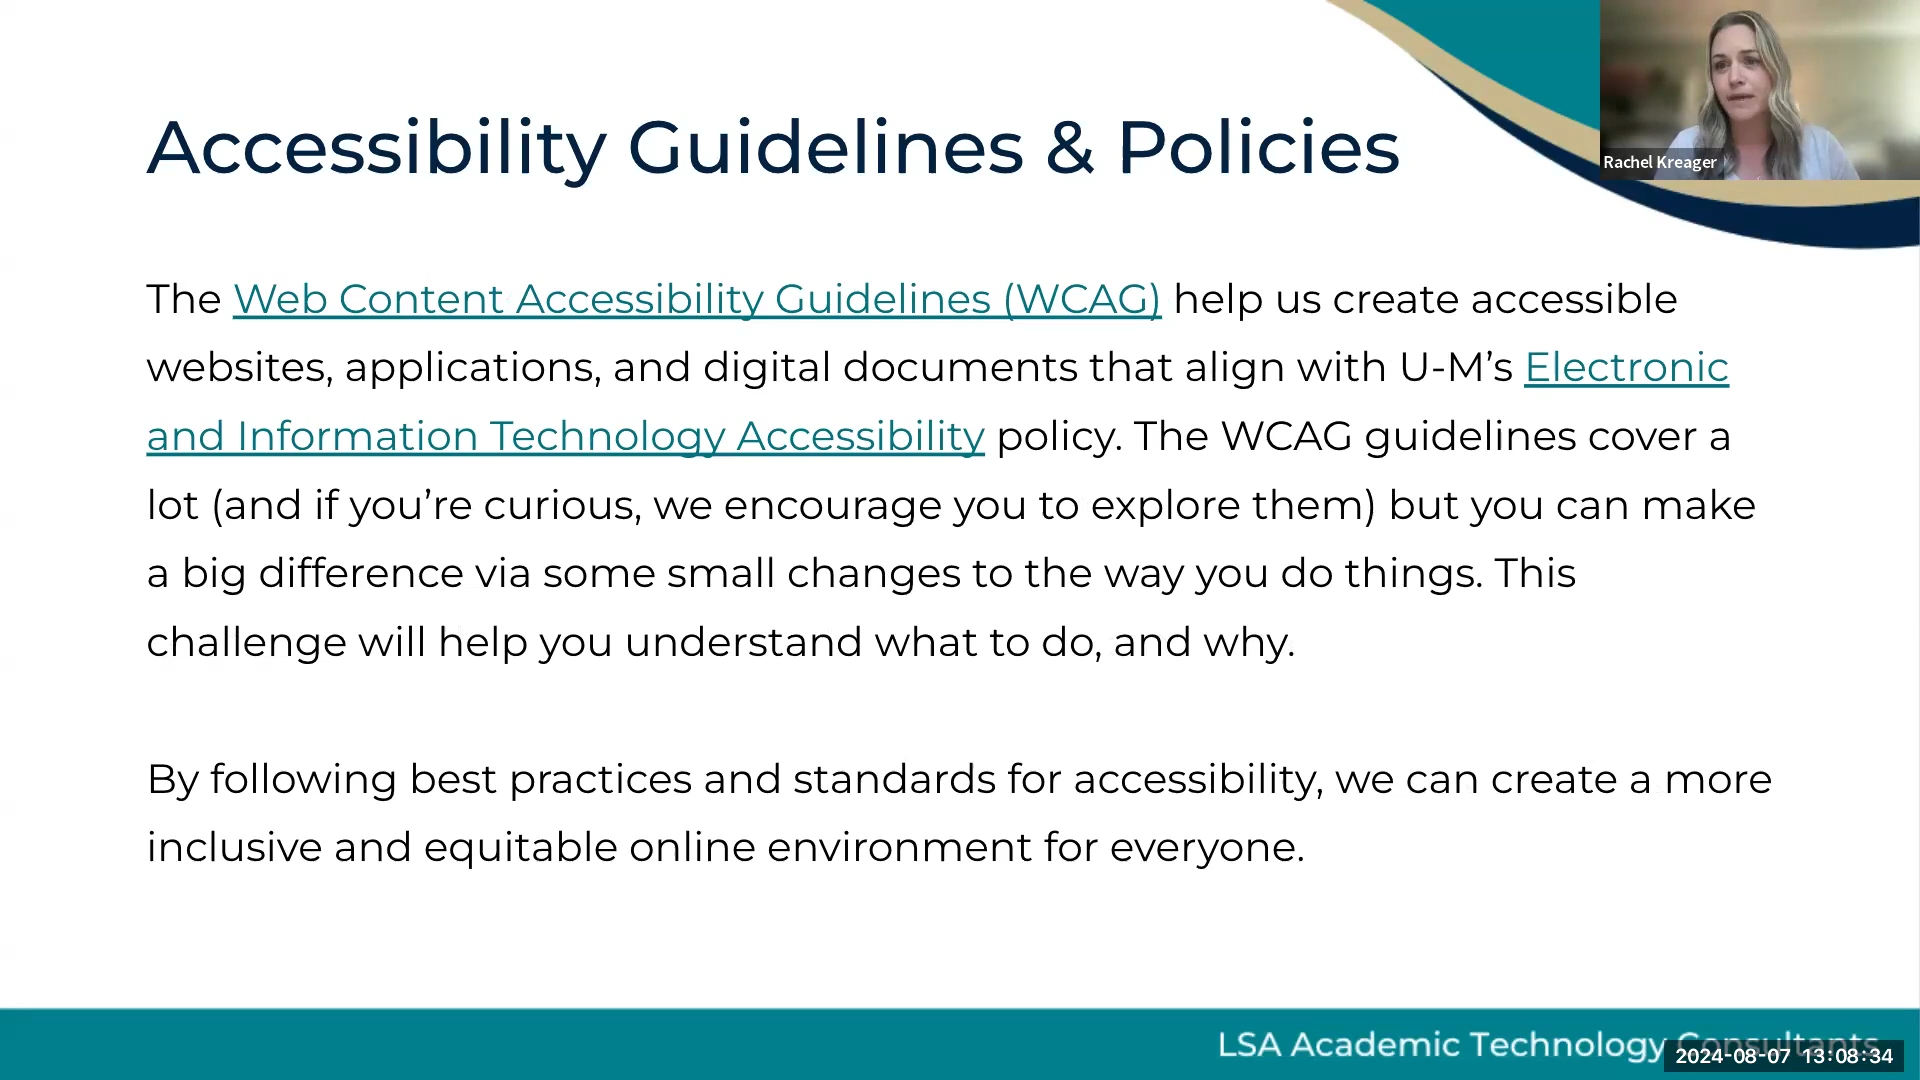 Accessibility Guidelines & Policies
Rachel Kreager
The Web Content Accessibility Guidelines (WCAG) help us create accessible
websites, applications, and digital documents that align with U-M’s Electronic
and Information Technology Accessibility policy. The WCAG guidelines cover a
lot (and if you’re curious, we encourage you to explore them) but you can make
a big difference via some small changes to the way you do things. This
challenge will help you understand what to do, and why.
By following best practices and standards for accessibility, we can create a more
inclusive and equitable online environment for everyone.
LSA Academic Technology Consultants
2024-08-07 13:08:34